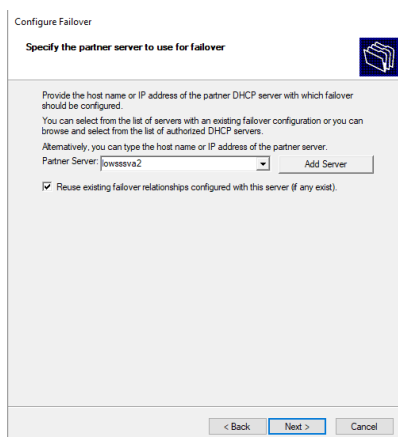 Configure Failover
Specify the partner server to use for failover
Provide the host name or IP address of the partner DHCP server with which failover
should be configured.
You can select from the list of servers with an existing failover configuration or you can
browse and select from the list of authorized DHCP servers.
Alternatively, you can type the host name or IP address of the partner server.
Partner Server: lowsssva2 Add Server
Reuse existing failover relationships configured with this server (if any exist).
< Back Next > Cancel